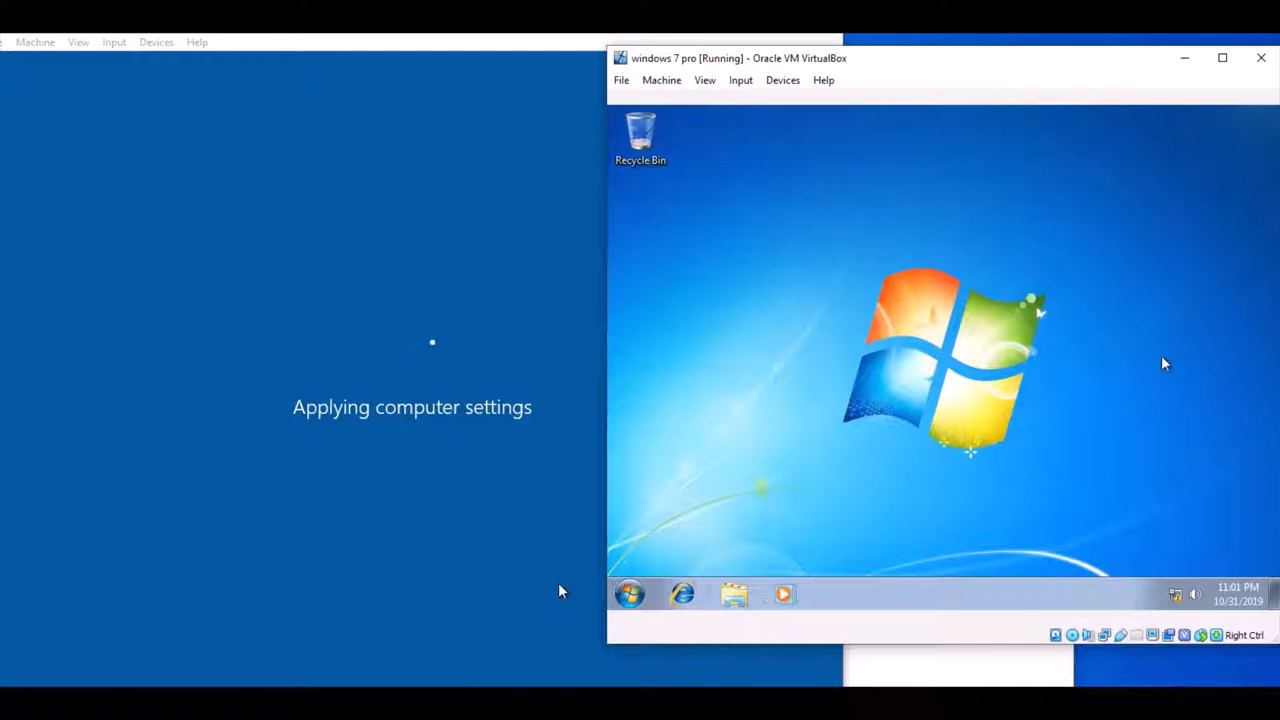 Machine View Input Devices Help
Applying computer settings
windows 7 pro [Running] - Oracle VM VirtualBox
File Machine View Input Devices Help
Recycle Bin
11:01 PM
10/31/2019
Right Ctrl